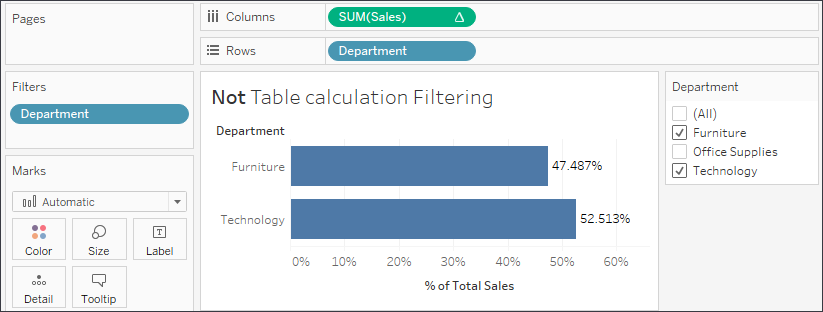 Pages
Columns
SUM(Sales) Δ
Rows
Department
Filters
Department
Marks
Automatic
Color
Size
Label
Detail
Tooltip
Not Table calculation Filtering
Department
Furniture
47.487%
Technology
52.513%
0% 10% 20% 30% 40% 50% 60%
% of Total Sales
Department
(All)
Furniture
Office Supplies
Technology